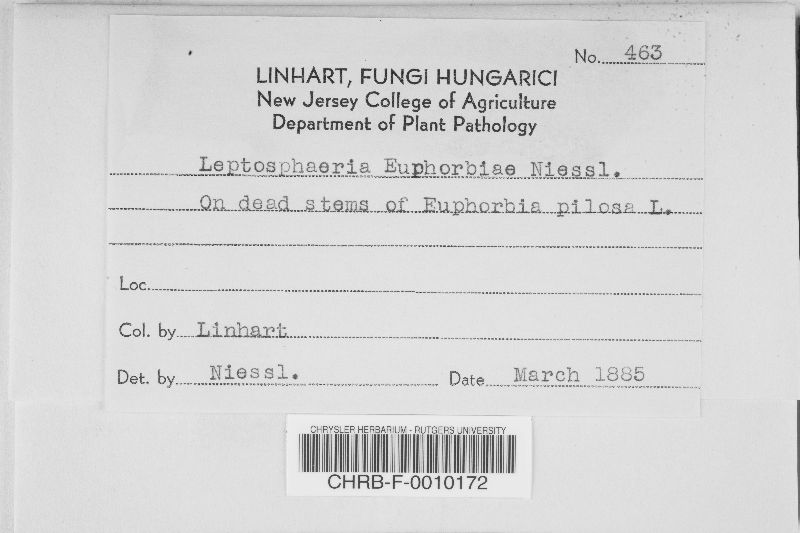 No. 463
LINHART, FUNGI HUNGARICI
New Jersey College of Agriculture
Department of Plant Pathology
Leptosphaeria Euphorbiae Niessl.
On dead stems of Euphorbia pilosa L.
Loc.
Col. by Linhart
Det. by Niessl. Date March 1885
CHRYSLER HERBARIUM - RUTGERS UNIVERSITY
CHRB-F-0010172